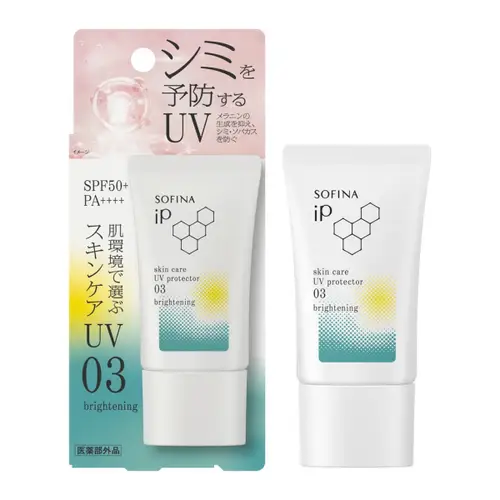 シミを
予防する
UV
メラニンの
生成を抑え、
シミ・ソバカス
を防ぐ
イメージ
SPF50+
PA++++
肌環境で選ぶ
スキンケア
UV
03
brightening
医薬部外品
SOFINA
iP
skin care
UV protector
03
brightening
SOFINA
iP
skin care
UV protector
03
brightening